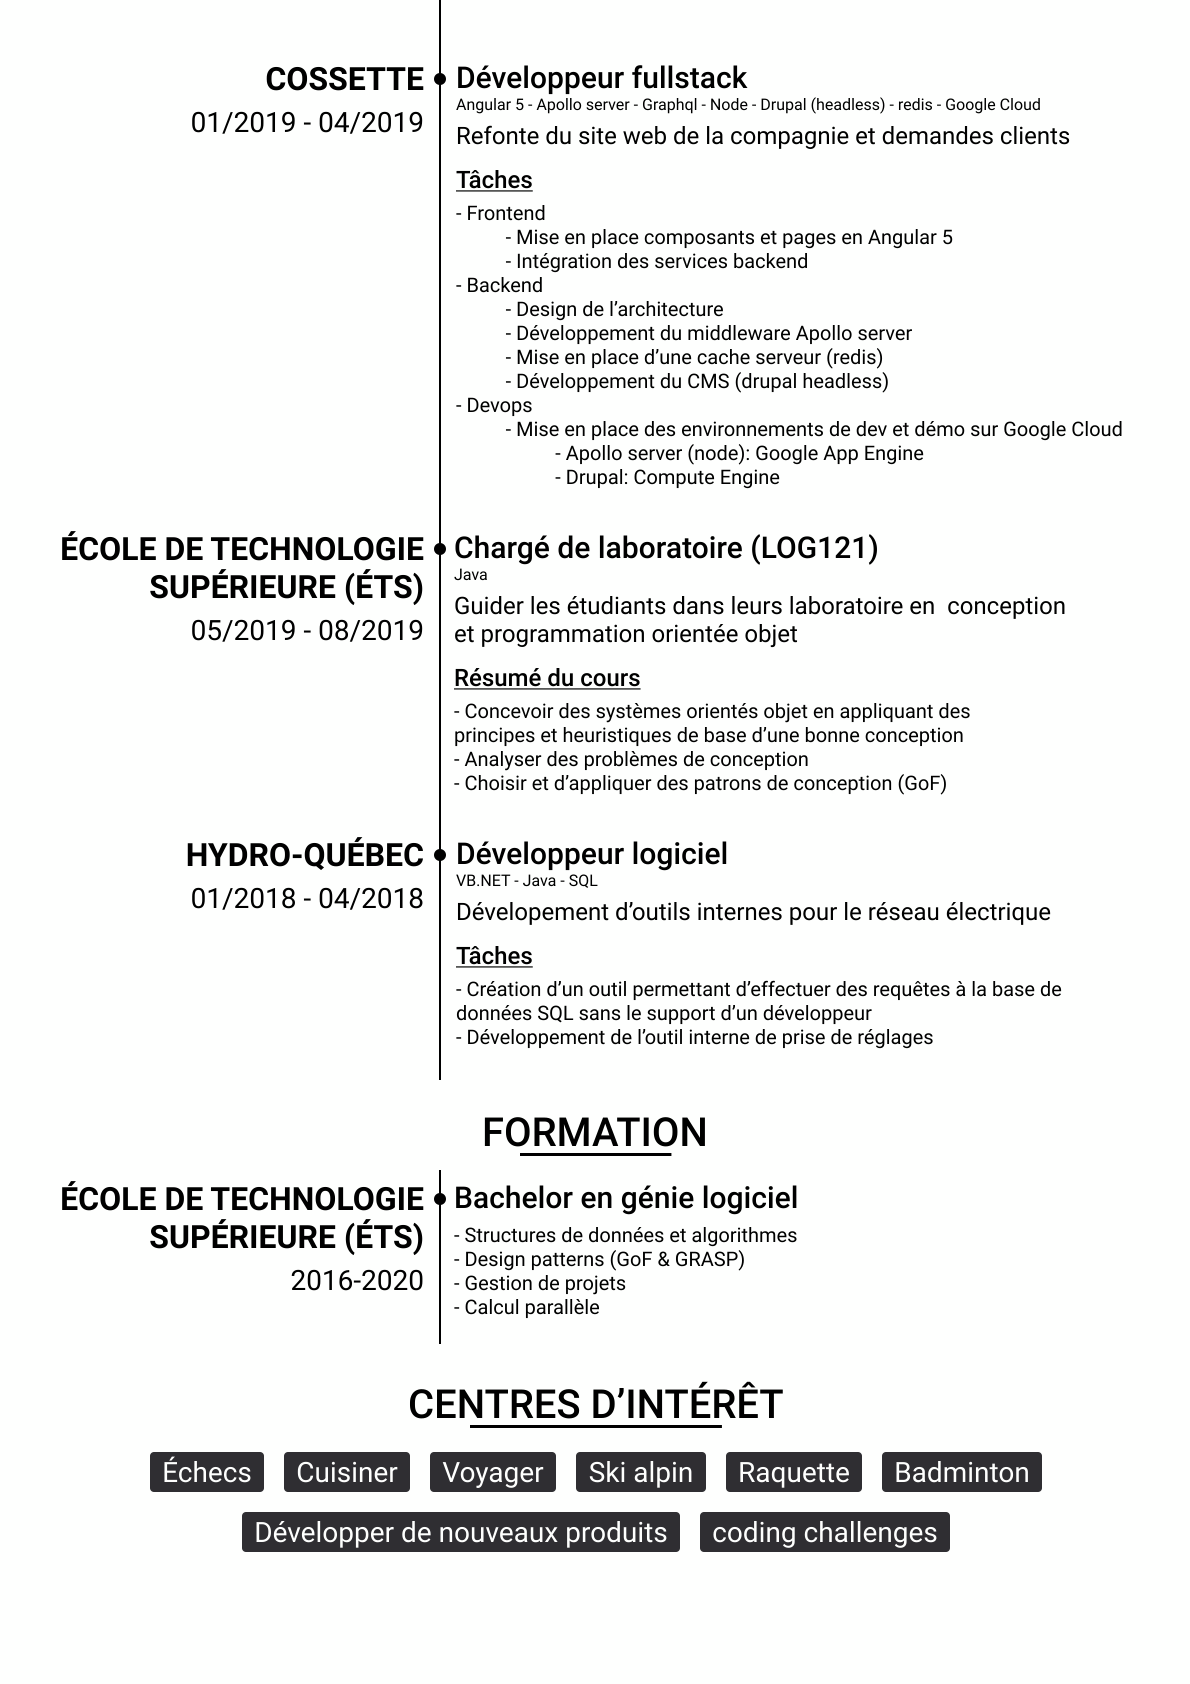 COSSETTE
01/2019 - 04/2019
Développeur fullstack
Angular 5 - Apollo server - Graphql - Node - Drupal (headless) - redis - Google Cloud
Refonte du site web de la compagnie et demandes clients
Tâches
- Frontend
- Mise en place composants et pages en Angular 5
- Intégration des services backend
- Backend
- Design de l’architecture
- Développement du middleware Apollo server
- Mise en place d’une cache serveur (redis)
- Développement du CMS (drupal headless)
- Devops
- Mise en place des environnements de dev et démo sur Google Cloud
- Apollo server (node): Google App Engine
- Drupal: Compute Engine
ÉCOLE DE TECHNOLOGIE
SUPÉRIEURE (ÉTS)
05/2019 - 08/2019
Chargé de laboratoire (LOG121)
Java
Guider les étudiants dans leurs laboratoire en  conception
et programmation orientée objet
Résumé du cours
- Concevoir des systèmes orientés objet en appliquant des
principes et heuristiques de base d’une bonne conception
- Analyser des problèmes de conception
- Choisir et d’appliquer des patrons de conception (GoF)
HYDRO-QUÉBEC
01/2018 - 04/2018
Développeur logiciel
VB.NET - Java - SQL
Dévelopement d’outils internes pour le réseau électrique
Tâches
- Création d’un outil permettant d’effectuer des requêtes à la base de
données SQL sans le support d’un développeur
- Développement de l’outil interne de prise de réglages
FORMATION
ÉCOLE DE TECHNOLOGIE
SUPÉRIEURE (ÉTS)
2016-2020
Bachelor en génie logiciel
- Structures de données et algorithmes
- Design patterns (GoF & GRASP)
- Gestion de projets
- Calcul parallèle
CENTRES D’INTÉRÊT
Échecs Cuisiner Voyager Ski alpin Raquette Badminton
Développer de nouveaux produits coding challenges